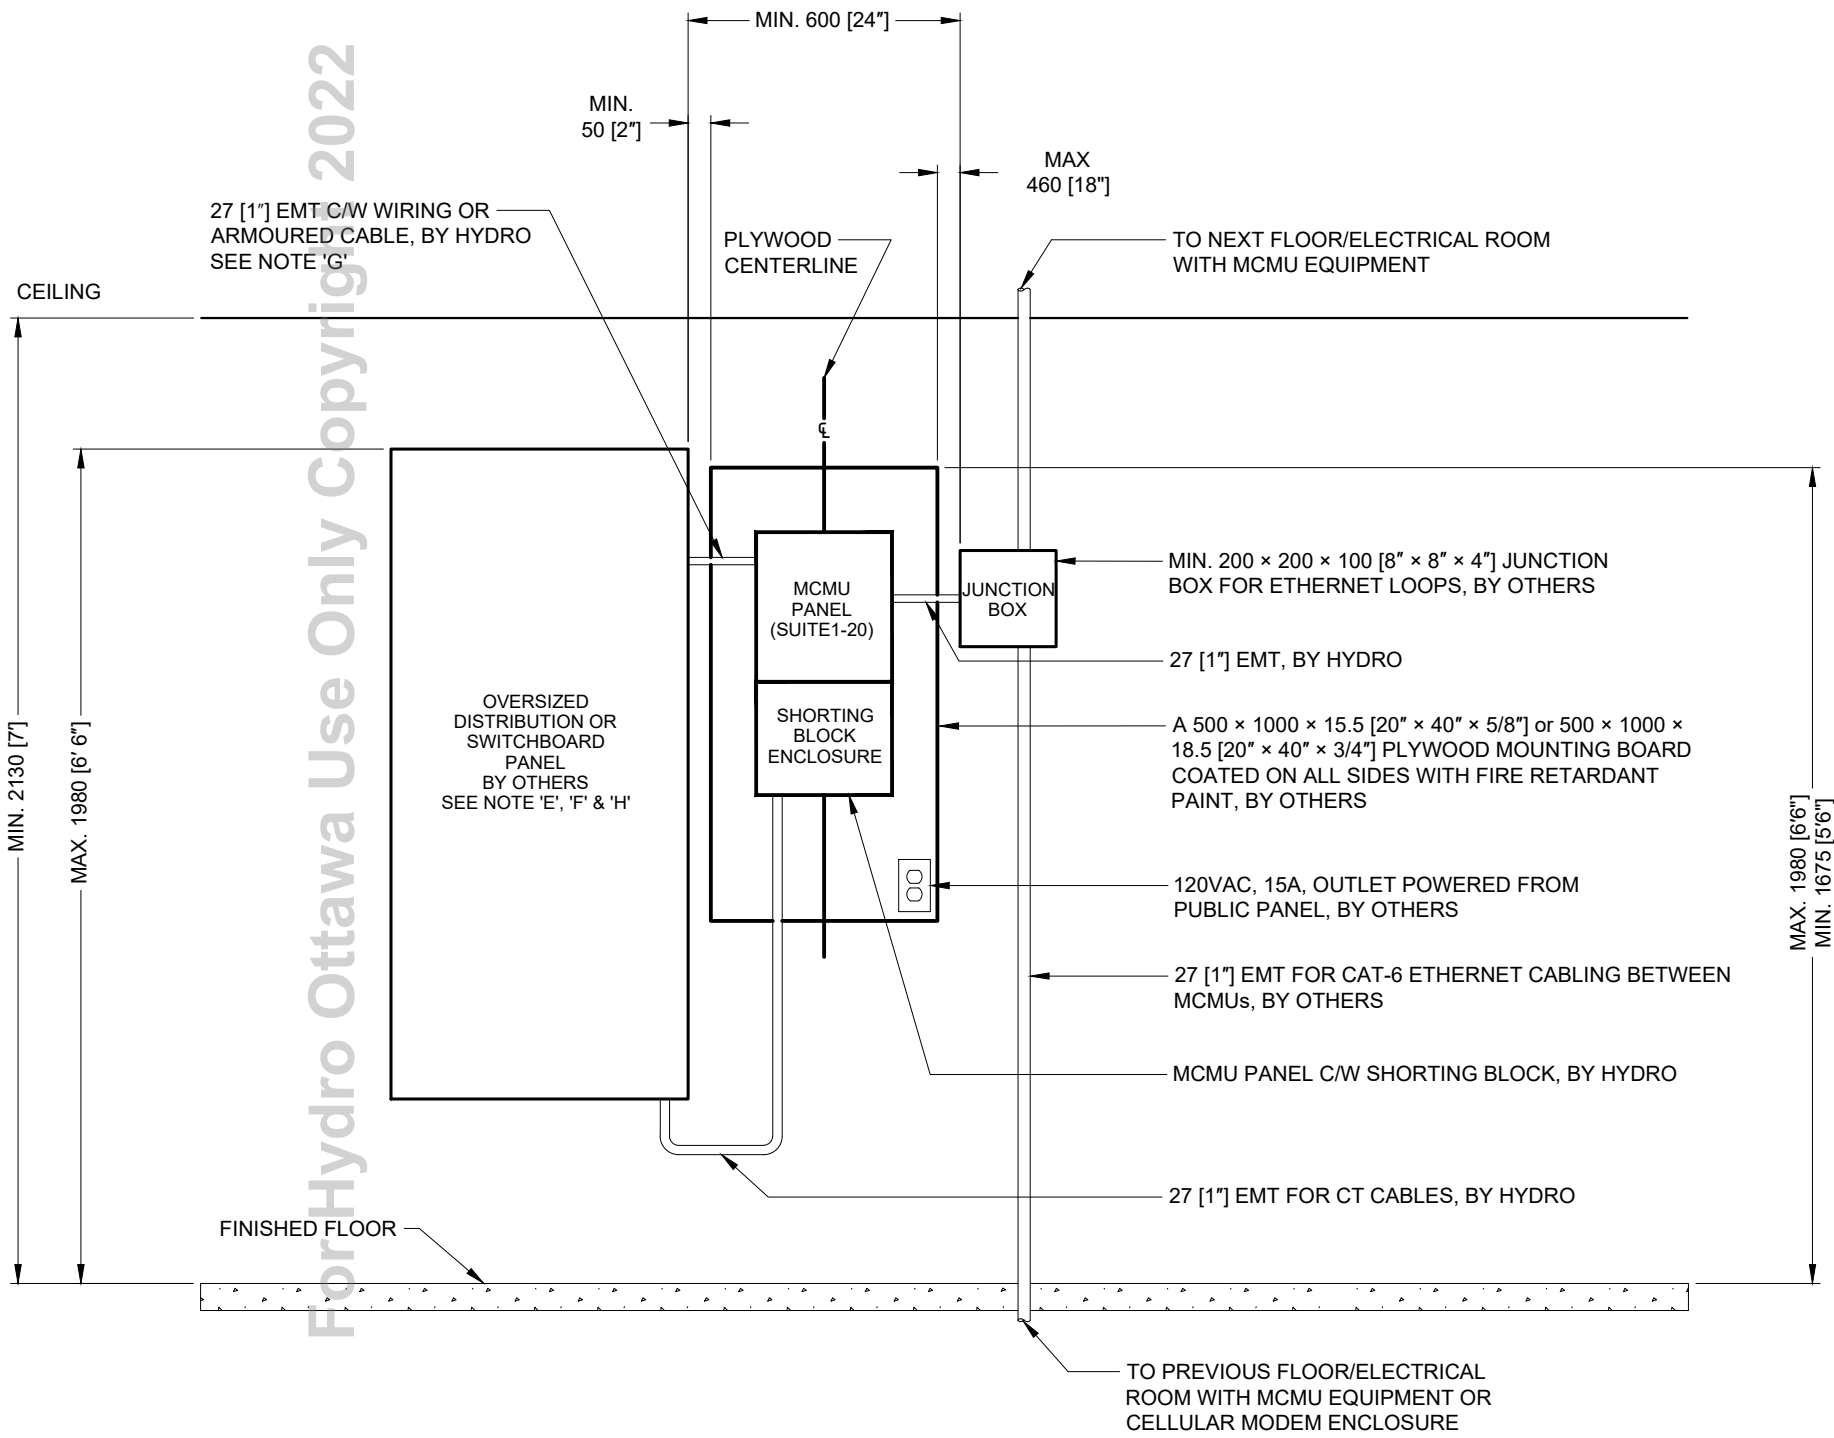 MIN. 600 [24"]
MIN.
50 [2"]
MAX
460 [18"]
27 [1"] EMT C/W WIRING OR
ARMOURED CABLE, BY HYDRO
SEE NOTE 'G'
PLYWOOD
CENTERLINE
TO NEXT FLOOR/ELECTRICAL ROOM
WITH MCMU EQUIPMENT
CEILING
℄
MIN. 200 × 200 × 100 [8" × 8" × 4"] JUNCTION
BOX FOR ETHERNET LOOPS, BY OTHERS
MCMU
PANEL
(SUITE1-20)
JUNCTION
BOX
27 [1"] EMT, BY HYDRO
OVERSIZED
DISTRIBUTION OR
SWITCHBOARD
PANEL
BY OTHERS
SEE NOTE 'E', 'F' & 'H'
SHORTING
BLOCK
ENCLOSURE
A 500 × 1000 × 15.5 [20" × 40" × 5/8"] or 500 × 1000 ×
18.5 [20" × 40" × 3/4"] PLYWOOD MOUNTING BOARD
COATED ON ALL SIDES WITH FIRE RETARDANT
PAINT, BY OTHERS
MIN. 2130 [7']
MAX. 1980 [6' 6"]
MAX. 1980 [6'6"]
MIN. 1675 [5'6"]
120VAC, 15A, OUTLET POWERED FROM
PUBLIC PANEL, BY OTHERS
27 [1"] EMT FOR CAT-6 ETHERNET CABLING BETWEEN
MCMUs, BY OTHERS
MCMU PANEL C/W SHORTING BLOCK, BY HYDRO
27 [1"] EMT FOR CT CABLES, BY HYDRO
FINISHED FLOOR
TO PREVIOUS FLOOR/ELECTRICAL
ROOM WITH MCMU EQUIPMENT OR
CELLULAR MODEM ENCLOSURE
For Hydro Ottawa Use Only Copyright 2022